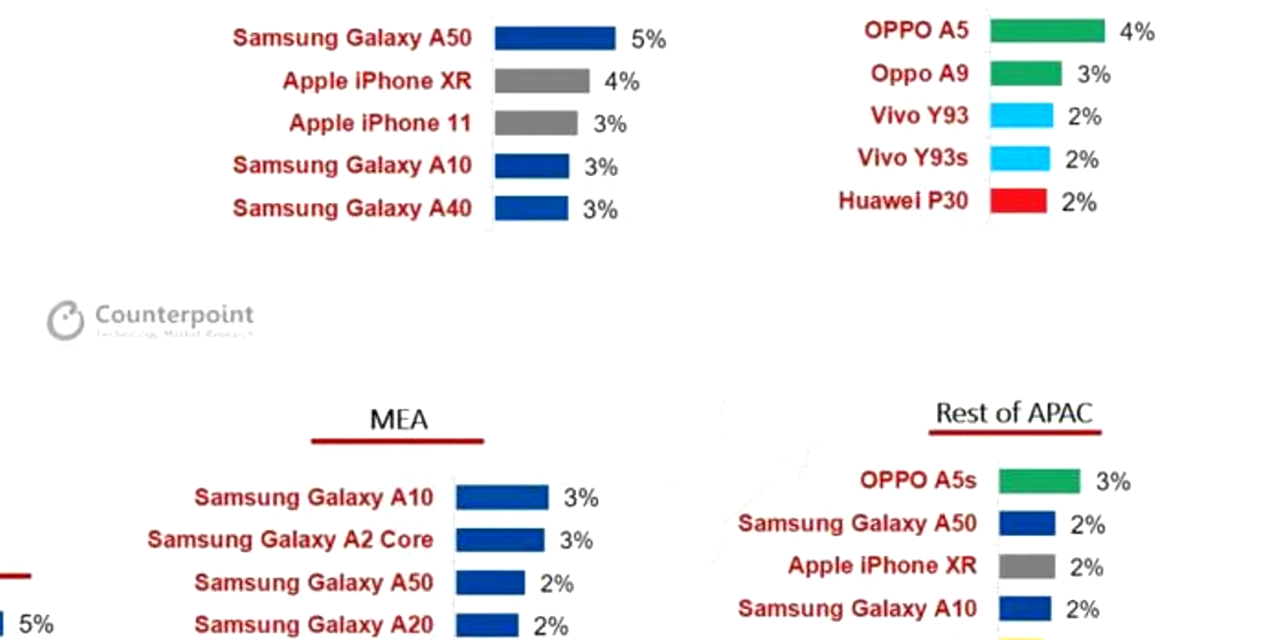 Samsung Galaxy A50 5%
Apple iPhone XR 4%
Apple iPhone 11 3%
Samsung Galaxy A10 3%
Samsung Galaxy A40 3%
OPPO A5 4%
Oppo A9 3%
Vivo Y93 2%
Vivo Y93s 2%
Huawei P30 2%
Counterpoint
Technology Market Research
MEA
Samsung Galaxy A10 3%
Samsung Galaxy A2 Core 3%
Samsung Galaxy A50 2%
Samsung Galaxy A20 2%
5%
Rest of APAC
OPPO A5s 3%
Samsung Galaxy A50 2%
Apple iPhone XR 2%
Samsung Galaxy A10 2%